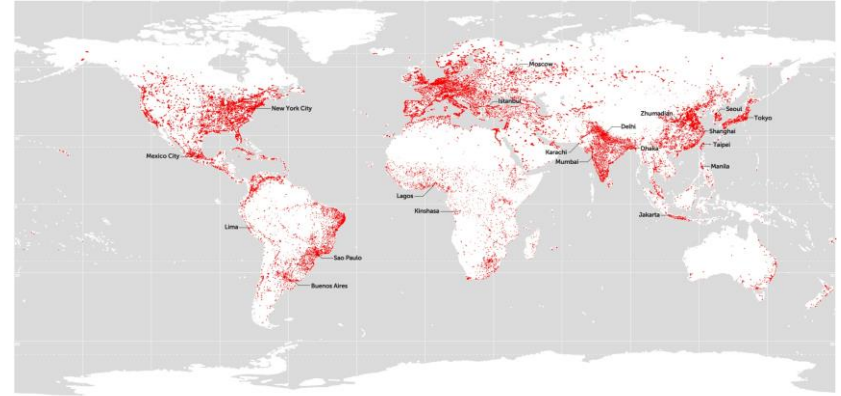 Moscow
Istanbul
New York City
Zhumadian
Seoul
Tokyo
Delhi
Shanghai
Karachi
Dhaka
Taipei
Mexico City
Mumbai
Manila
Lagos
Kinshasa
Jakarta
Lima
Sao Paulo
Buenos Aires